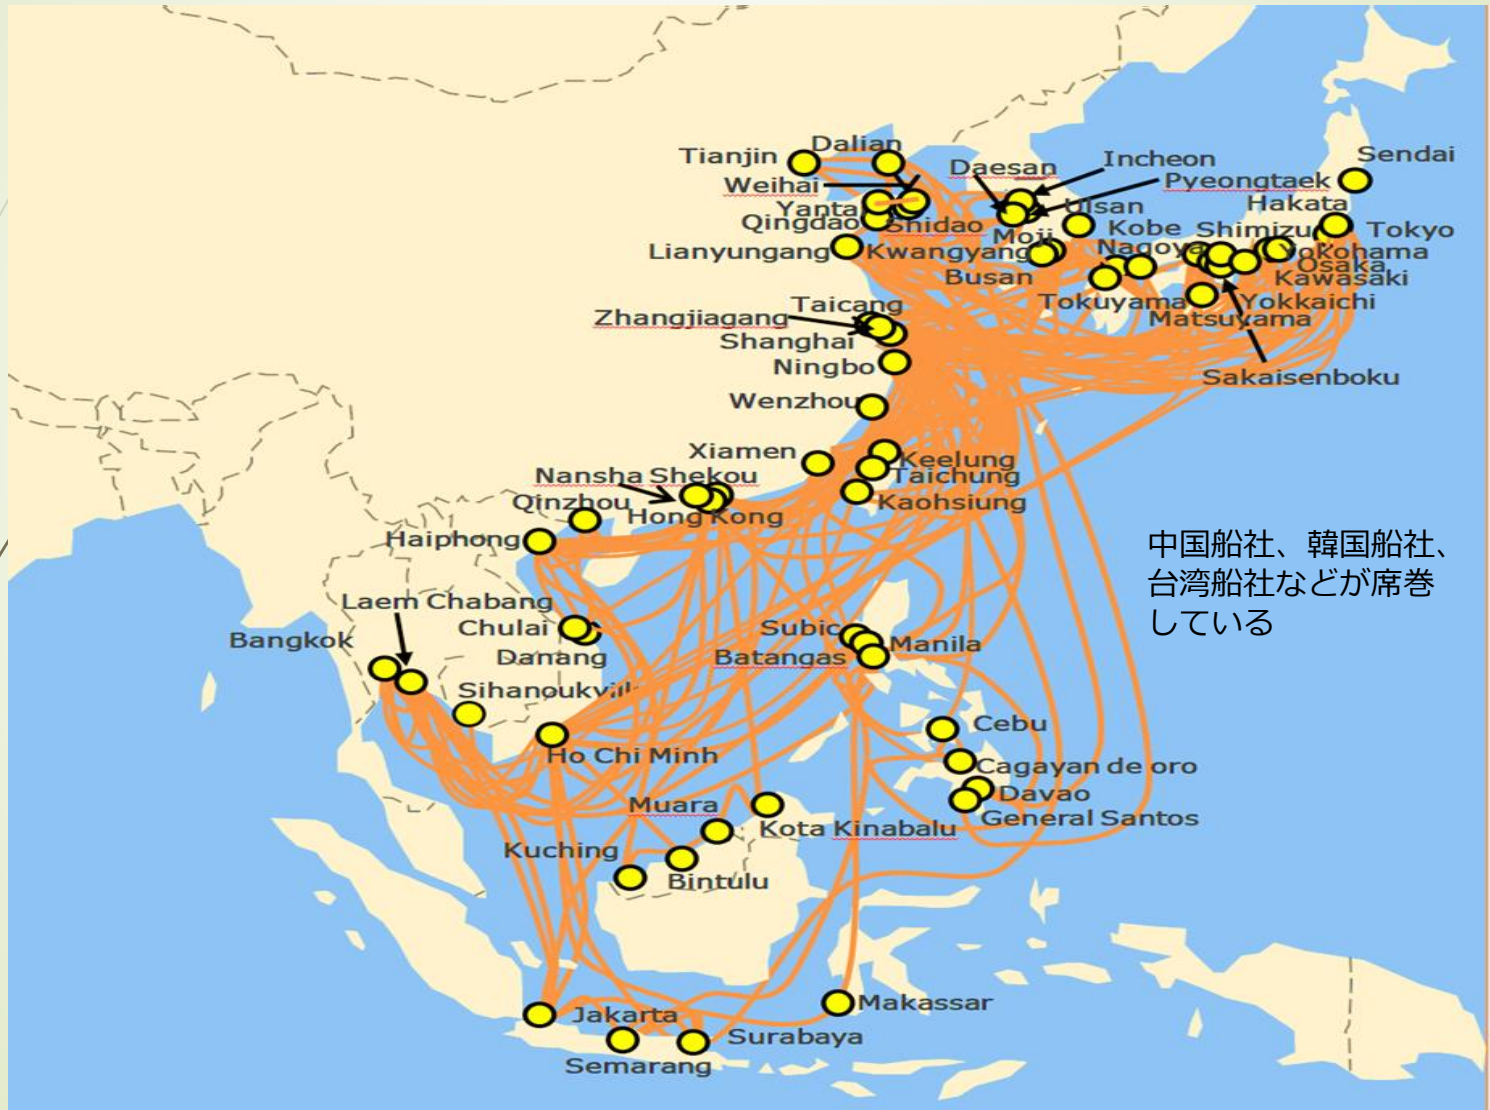 Tianjin
Dalian
Weihai
Yantai
Qingdao
Shidao
Lianyungang
Daesan
Incheon
Pyeongtaek
Ulsan
Kwangyang
Busan
Moji
Hakata
Kobe
Shimizu
Nagoya
Sendai
Tokyo
Yokohama
Osaka
Kawasaki
Tokuyama
Yokkaichi
Matsuyama
Sakaisenboku
Taicang
Zhangjiagang
Shanghai
Ningbo
Wenzhou
Xiamen
Keelung
Taichung
Kaohsiung
Nansha Shekou
Qinzhou
Hong Kong
Haiphong
中国船社、韓国船社、
台湾船社などが席巻
している
Laem Chabang
Bangkok
Chulai
Danang
Sihanoukvill
Ho Chi Minh
Subic
Manila
Batangas
Cebu
Cagayan de oro
Davao
General Santos
Muara
Kota Kinabalu
Kuching
Bintulu
Makassar
Jakarta
Surabaya
Semarang